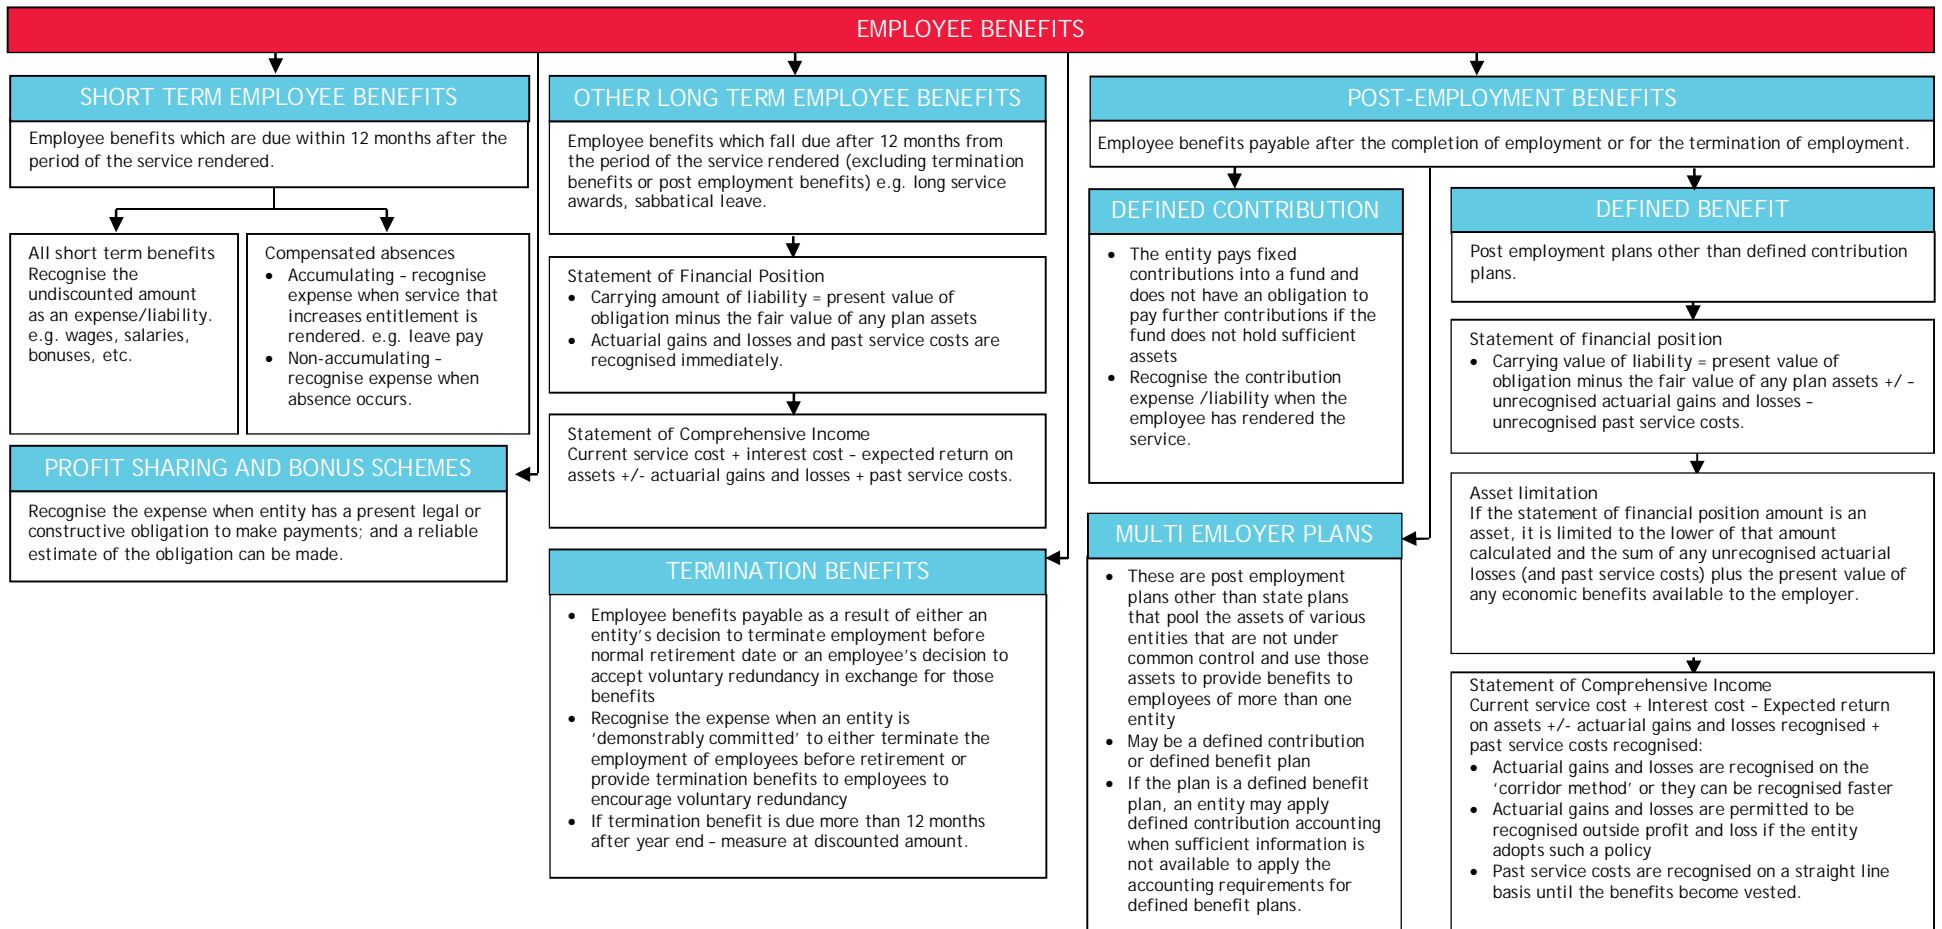 EMPLOYEE BENEFITS
SHORT TERM EMPLOYEE BENEFITS
Employee benefits which are due within 12 months after the
period of the service rendered.
All short term benefits
Recognise the
undiscounted amount
as an expense/liability.
e.g. wages, salaries,
bonuses, etc.
Compensated absences
• Accumulating – recognise
expense when service that
increases entitlement is
rendered. e.g. leave pay
• Non-accumulating –
recognise expense when
absence occurs.
PROFIT SHARING AND BONUS SCHEMES
Recognise the expense when entity has a present legal or
constructive obligation to make payments; and a reliable
estimate of the obligation can be made.
OTHER LONG TERM EMPLOYEE BENEFITS
Employee benefits which fall due after 12 months from
the period of the service rendered (excluding termination
benefits or post employment benefits) e.g. long service
awards, sabbatical leave.
Statement of Financial Position
• Carrying amount of liability = present value of
obligation minus the fair value of any plan assets
• Actuarial gains and losses and past service costs are
recognised immediately.
Statement of Comprehensive Income
Current service cost + interest cost – expected return on
assets +/- actuarial gains and losses + past service costs.
TERMINATION BENEFITS
• Employee benefits payable as a result of either an
entity’s decision to terminate employment before
normal retirement date or an employee’s decision to
accept voluntary redundancy in exchange for those
benefits
• Recognise the expense when an entity is
‘demonstrably committed’ to either terminate the
employment of employees before retirement or
provide termination benefits to employees to
encourage voluntary redundancy
• If termination benefit is due more than 12 months
after year end – measure at discounted amount.
POST-EMPLOYMENT BENEFITS
Employee benefits payable after the completion of employment or for the termination of employment.
DEFINED CONTRIBUTION
• The entity pays fixed
contributions into a fund and
does not have an obligation to
pay further contributions if the
fund does not hold sufficient
assets
• Recognise the contribution
expense /liability when the
employee has rendered the
service.
MULTI EMLOYER PLANS
• These are post employment
plans other than state plans
that pool the assets of various
entities that are not under
common control and use those
assets to provide benefits to
employees of more than one
entity
• May be a defined contribution
or defined benefit plan
• If the plan is a defined benefit
plan, an entity may apply
defined contribution accounting
when sufficient information is
not available to apply the
accounting requirements for
defined benefit plans.
DEFINED BENEFIT
Post employment plans other than defined contribution
plans.
Statement of financial position
• Carrying value of liability = present value of
obligation minus the fair value of any plan assets +/ –
unrecognised actuarial gains and losses –
unrecognised past service costs.
Asset limitation
If the statement of financial position amount is an
asset, it is limited to the lower of that amount
calculated and the sum of any unrecognised actuarial
losses (and past service costs) plus the present value of
any economic benefits available to the employer.
Statement of Comprehensive Income
Current service cost + Interest cost – Expected return
on assets +/- actuarial gains and losses recognised +
past service costs recognised:
• Actuarial gains and losses are recognised on the
‘corridor method’ or they can be recognised faster
• Actuarial gains and losses are permitted to be
recognised outside profit and loss if the entity
adopts such a policy
• Past service costs are recognised on a straight line
basis until the benefits become vested.